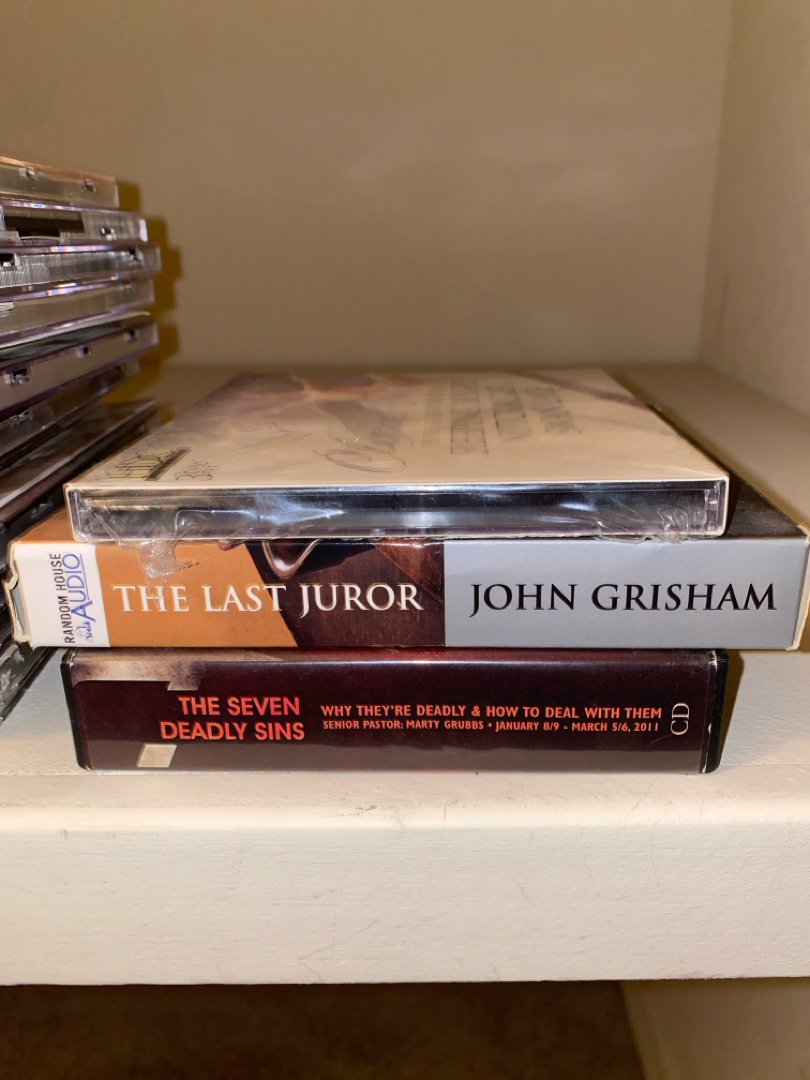 RANDOM HOUSE
AUDIO
THE LAST JUROR
JOHN GRISHAM
THE SEVEN
DEADLY SINS
WHY THEY'RE DEADLY & HOW TO DEAL WITH THEM
SENIOR PASTOR: MARTY GRUBBS • JANUARY 8/9 - MARCH 5/6, 2011
CD